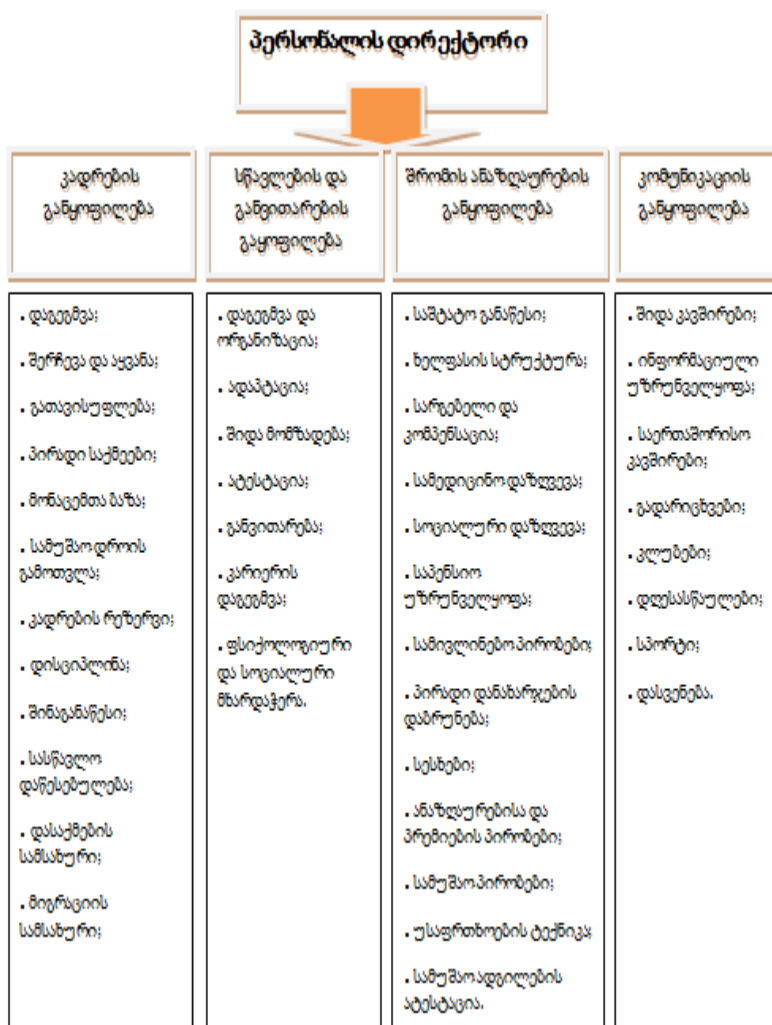 პერსონალის დირექტორი
კადრების
განყოფილება
სწავლების და
განვითარების
გაყოფილება
შრომის ანაზღაურების
განყოფილება
კომუნიკაციის
განყოფილება
. დაგეგმვა;
. შერჩევა და აყვანა;
. გათავისუფლება;
. პირადი საქმეები;
. მონაცემთა ბაზა;
. სამუშაო დროის
გამოთვლა;
. კადრების რეზერვი;
. დისციპლინა;
. შინაგანაწესი;
. სასწავლო
დაწესებულება;
. დასაქმების
სამსახური;
. მიგრაციის
სამსახური;
. დაგეგმვა და
ორგანიზაცია;
. ადაპტაცია;
. შიდა მომზადება;
. ატესტაცია;
. განვითარება;
. კარიერის
დაგეგმვა;
. ფსიქოლოგიური
და სოციალური
მხარდაჭერა.
. საშტატო განაწესი;
. ხელფასის სტრუქტურა;
. სარგებელი და
კომპენსაცია;
. სამედიცინო დაზღვევა;
. სოციალური დაზღვევა;
. საპენსიო
უზრუნველყოფა;
. სამივლინებო პირობები;
. პირადი დანახარჯების
დაბრუნება;
. სესხები;
. ანაზღაურებისა და
პრემიების პირობები;
. სამუშაო პირობები;
. უსაფრთხოების ტექნიკა;
. სამუშაო ადგილების
ატესტაცია.
. შიდა კავშირები;
. ინფორმაციული
უზრუნველყოფა;
. საერთაშორისო
კავშირები;
. გადარიცხვები;
. კლუბები;
. დღესასწაულები;
. სპორტი;
. დასვენება.